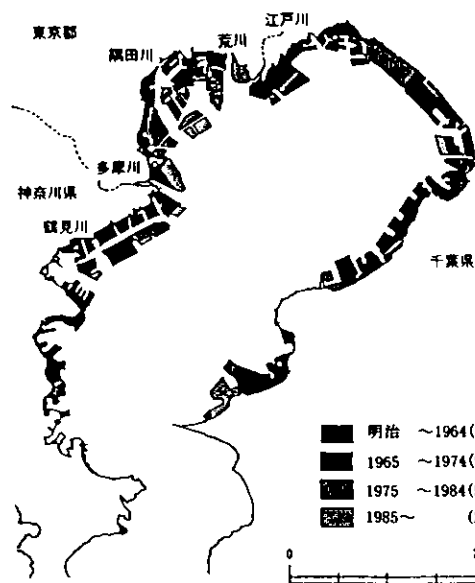 東京都
隅田川
荒川
江戸川
多摩川
神奈川県
鶴見川
千葉県
明治 ～1964(
1965 ～1974(
1975 ～1984(
1985～ (
0